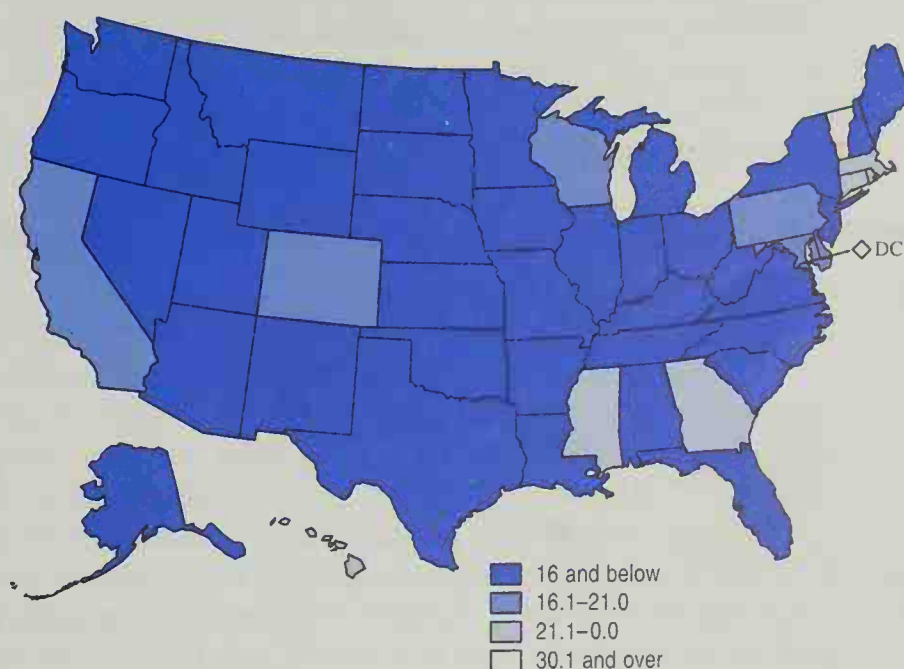 DC
16 and below
16.1–21.0
21.1–0.0
30.1 and over